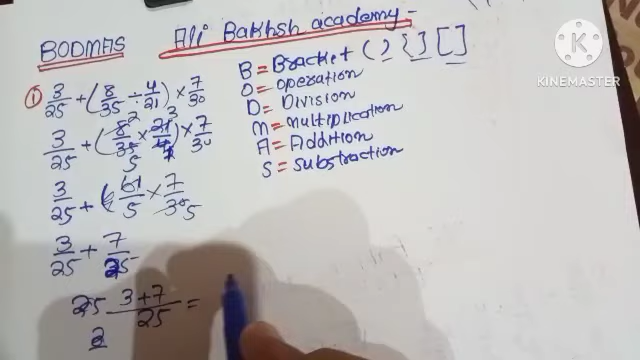 BODMAS Ali Bakhsh academy
B = Bracket ( ) { } [ ]
O = operation
D = Division
M = multiplication
A = Addition
S = substraction
① 3/25 + (8/35 ÷ 4/21) × 7/30
3/25 + (8/35 × 21/4) × 7/30
3/25 + 6/5 × 7/30
3/25 + 7/25
25 3+7/25 =
2
KINEMASTER